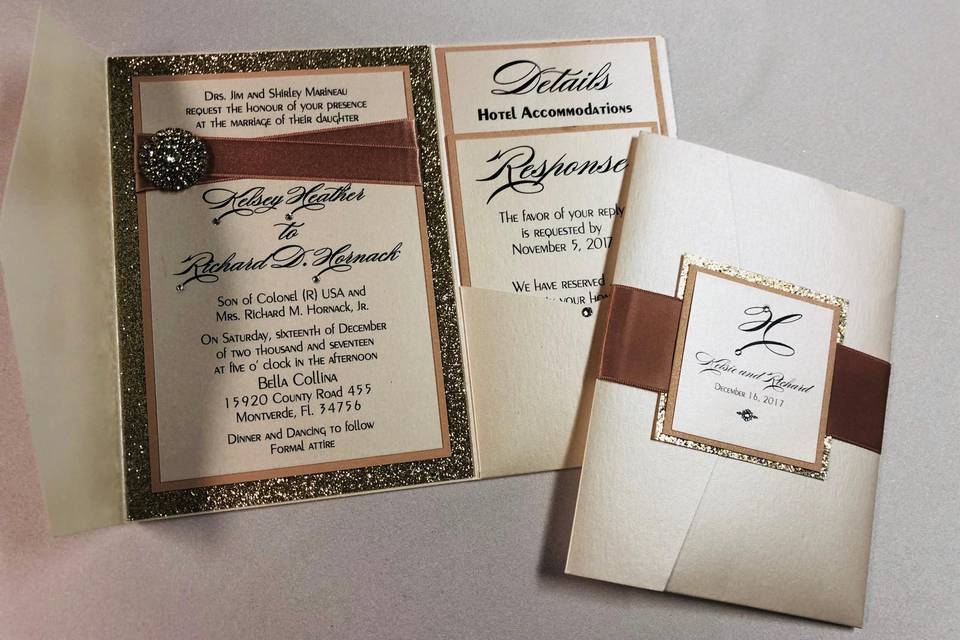 Drs. Jim and Shirley Marineau
request the honour of your presence
at the marriage of their daughter
Kelsey Heather
to
Richard D. Hornack
Son of Colonel (R) USA and
Mrs. Richard M. Hornack, Jr.
On Saturday, sixteenth of December
of two thousand and seventeen
at five o' clock in the afternoon
Bella Collina
15920 County Road 455
Montverde, Fl. 34756
Dinner and Dancing to follow
Formal attire
Details
Hotel Accommodations
Response
The favor of your reply
is requested by
November 5, 2017
We have reserved
your
H
Kelsie and Richard
December 16, 2017